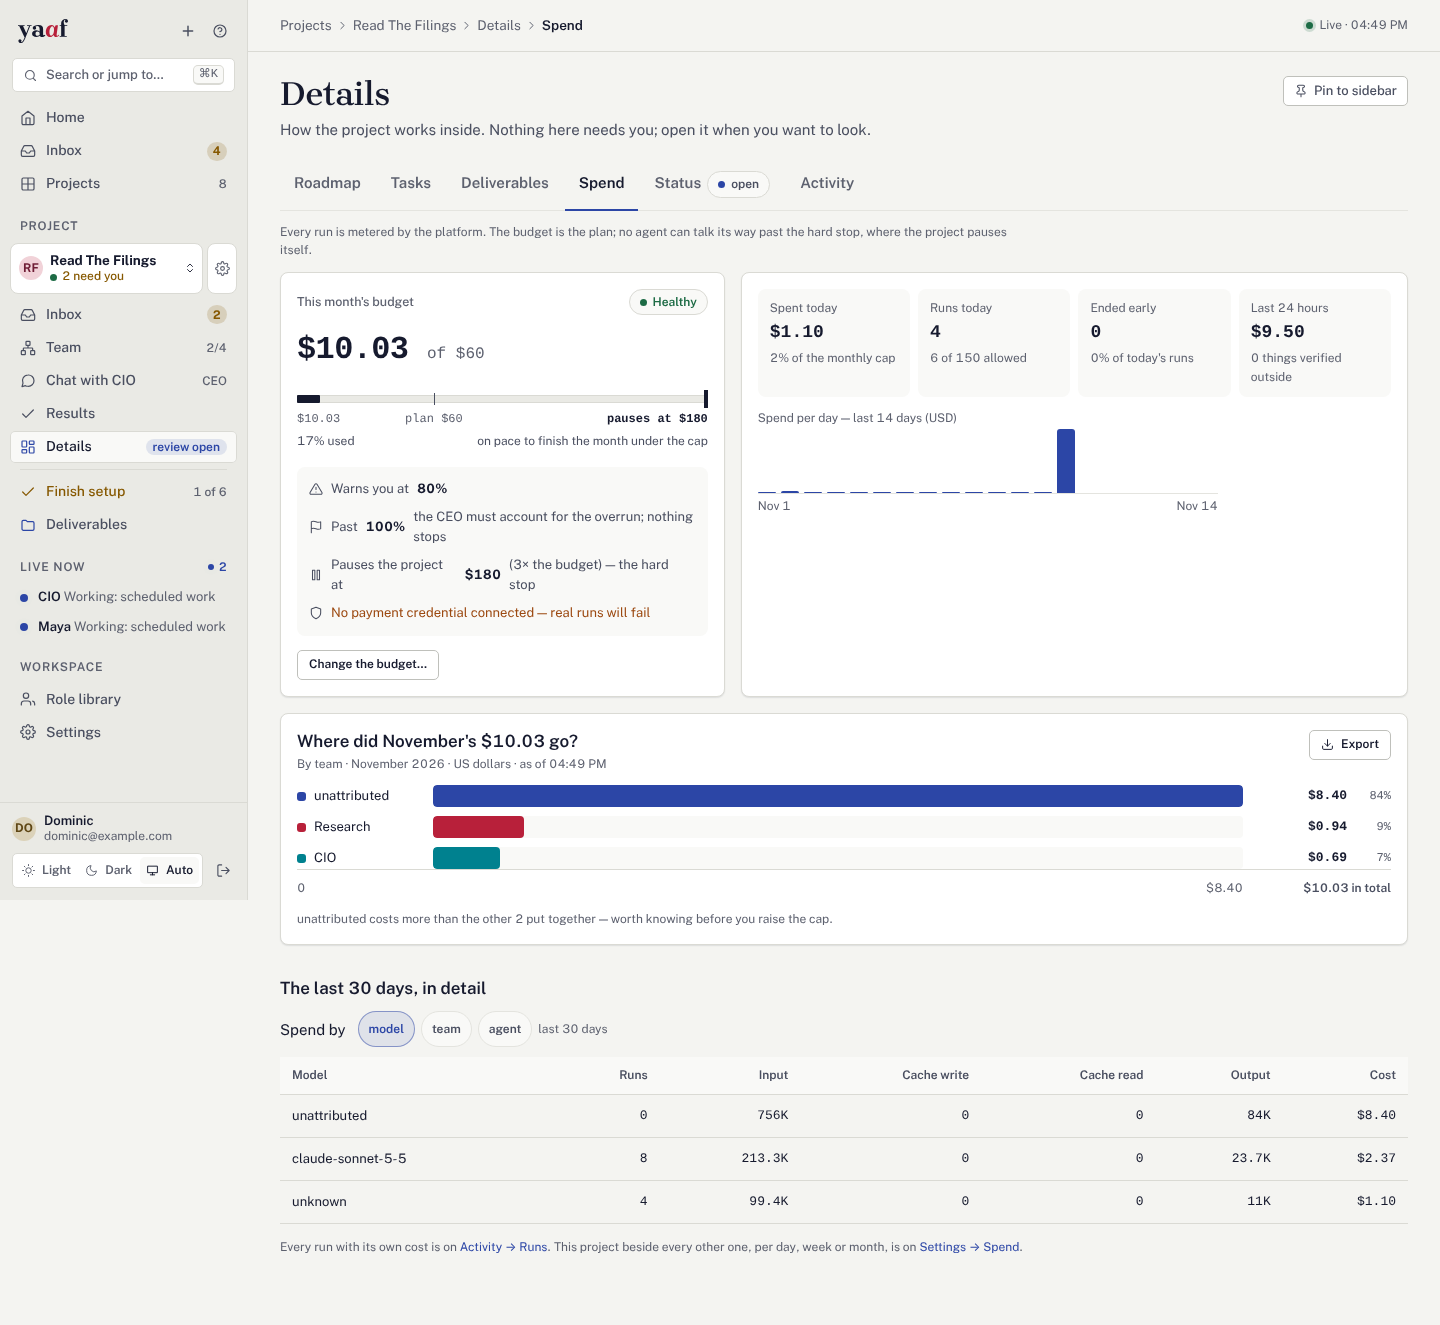 yaaf
Search or jump to...
⌘K
Home
Inbox
4
Projects
8
PROJECT
RF
Read The Filings
2 need you
Inbox
2
Team
2/4
Chat with CIO
CEO
Results
Details
review open
Finish setup
1 of 6
Deliverables
LIVE NOW
2
CIO Working: scheduled work
Maya Working: scheduled work
WORKSPACE
Role library
Settings
DO
Dominic
dominic@example.com
Light
Dark
Auto
Projects > Read The Filings > Details > Spend
Live · 04:49 PM
Details
Pin to sidebar
How the project works inside. Nothing here needs you; open it when you want to look.
Roadmap
Tasks
Deliverables
Spend
Status
open
Activity
Every run is metered by the platform. The budget is the plan; no agent can talk its way past the hard stop, where the project pauses
itself.
This month's budget
Healthy
$10.03 of $60
$10.03
plan $60
pauses at $180
17% used
on pace to finish the month under the cap
Warns you at 80%
Past 100% the CEO must account for the overrun; nothing
stops
Pauses the project
at
$180
(3× the budget) — the hard
stop
No payment credential connected — real runs will fail
Change the budget...
Spent today
$1.10
2% of the monthly cap
Runs today
4
6 of 150 allowed
Ended early
0
0% of today's runs
Last 24 hours
$9.50
0 things verified
outside
Spend per day — last 14 days (USD)
Nov 1
Nov 14
Where did November's $10.03 go?
By team · November 2026 · US dollars · as of 04:49 PM
Export
unattributed
$8.40
84%
Research
$0.94
9%
CIO
$0.69
7%
0
$8.40
$10.03 in total
unattributed costs more than the other 2 put together — worth knowing before you raise the cap.
The last 30 days, in detail
Spend by
model
team
agent
last 30 days
Model Runs Input Cache write Cache read Output Cost
unattributed 0 756K 0 0 84K $8.40
claude-sonnet-5-5 8 213.3K 0 0 23.7K $2.37
unknown 4 99.4K 0 0 11K $1.10
Every run with its own cost is on Activity → Runs. This project beside every other one, per day, week or month, is on Settings → Spend.